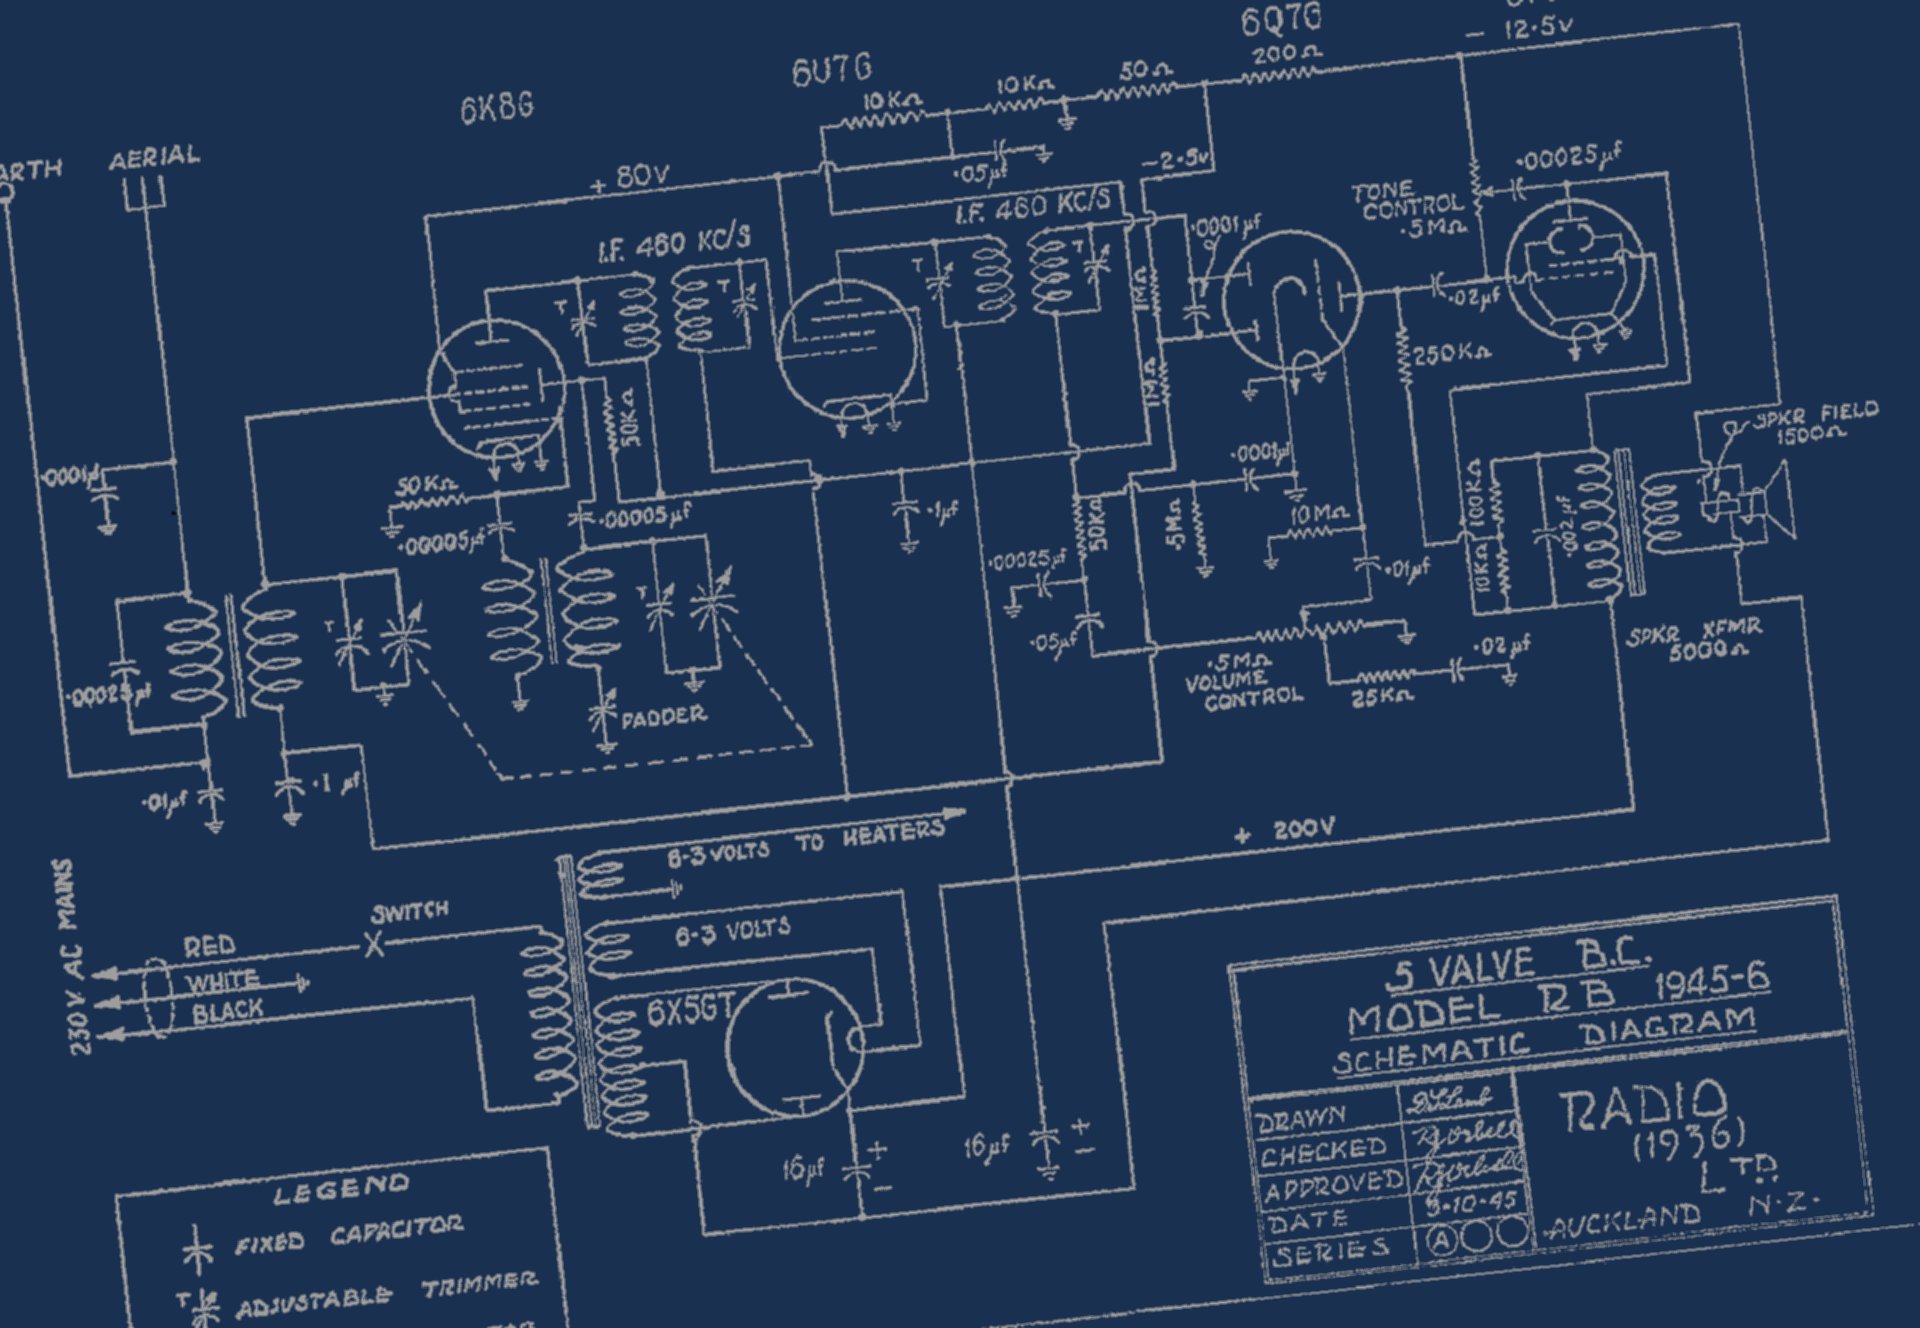 6Q7G
- 12.5v
200Ω
6U7G
50Ω
10KΩ
10KΩ
6K8G
ARTH
AERIAL
+ 80V
.05µf
-2.5v
.00025µf
TONE
CONTROL
.5MΩ
I.F. 460 KC/S
I.F. 460 KC/S
.0001µf
T
T
T
T
1MΩ
.02µf
250KΩ
1MΩ
50KΩ
SPKR FIELD
1500Ω
.0001µf
50KΩ
.00005µf
.00005µf
.1µf
.0001µf
50KΩ
.5MΩ
10MΩ
100KΩ
10KΩ
.002µf
.00025µf
.01µf
T
T
.05µf
.5MΩ
VOLUME
CONTROL
.02µf
25KΩ
SPKR XFMR
5000Ω
.00025µf
PADDER
.01µf
.1 µf
6.3 VOLTS TO HEATERS
+ 200V
230V AC MAINS
SWITCH
RED
WHITE
BLACK
6.3 VOLTS
6X5GT
16µf
+
-
16µf
+
-
5 VALVE B.C.
MODEL RB 1945-6
SCHEMATIC DIAGRAM
DRAWN
CHECKED
APPROVED
DATE 3.10.45
SERIES A
RADIO
(1936)
LTD.
AUCKLAND N.Z.
LEGEND
FIXED CAPACITOR
T ADJUSTABLE TRIMMER